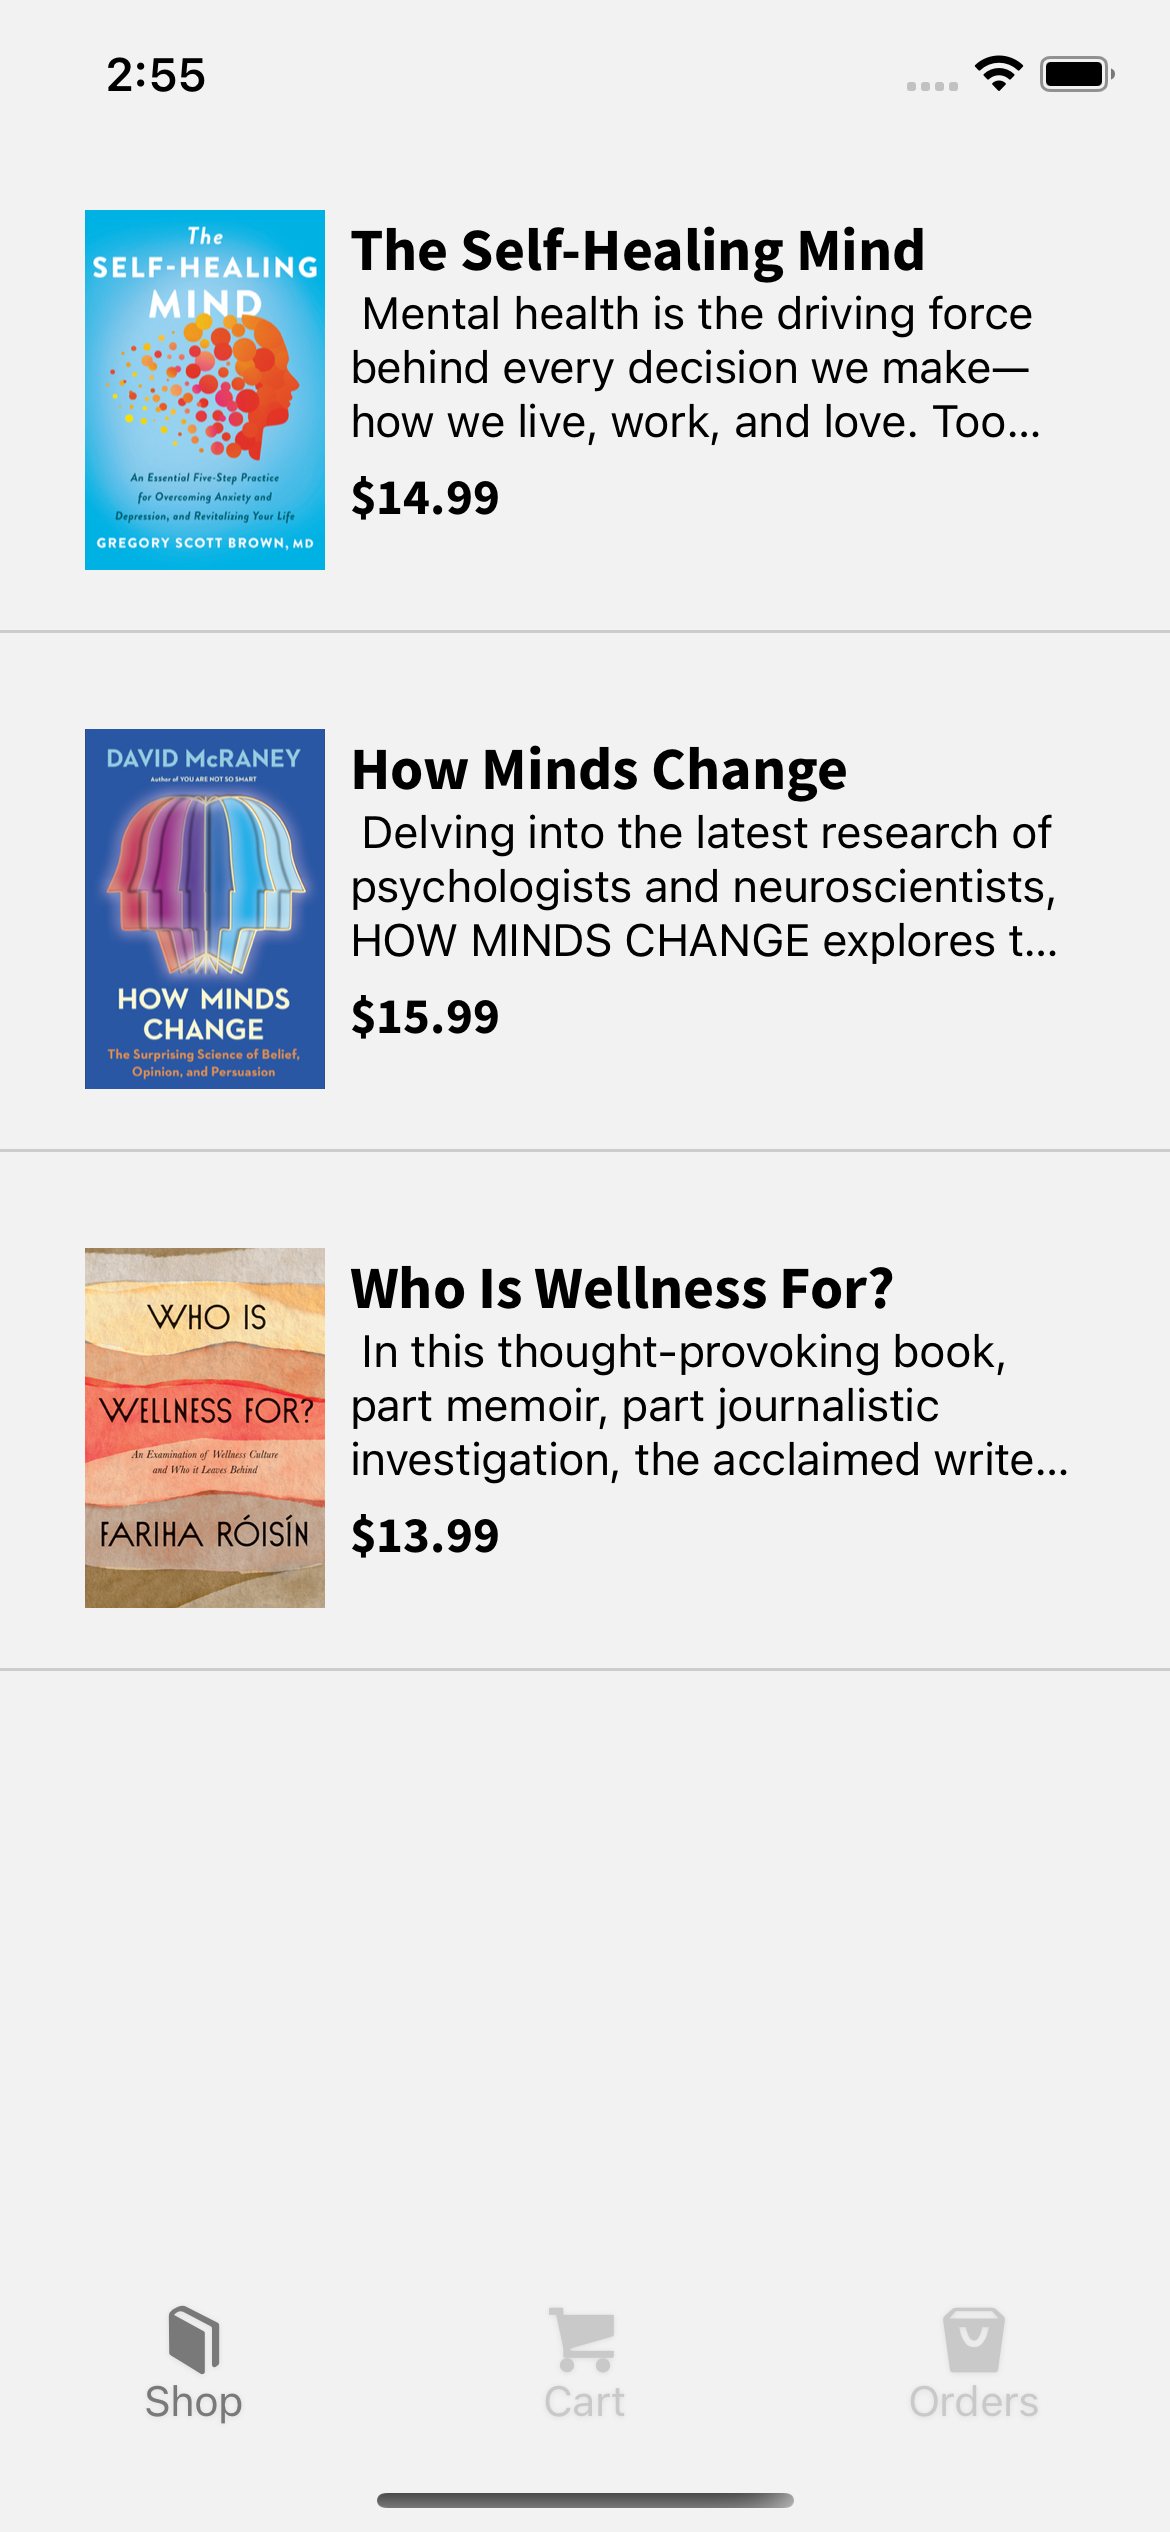 2:55
The
SELF-HEALING
MIND
An Essential Five-Step Practice
for Overcoming Anxiety and
Depression, and Revitalizing Your Life
GREGORY SCOTT BROWN, MD
The Self-Healing Mind
Mental health is the driving force
behind every decision we make—
how we live, work, and love. Too...
$14.99
DAVID McRANEY
Author of YOU ARE NOT SO SMART
HOW MINDS
CHANGE
The Surprising Science of Belief,
Opinion, and Persuasion
How Minds Change
Delving into the latest research of
psychologists and neuroscientists,
HOW MINDS CHANGE explores t...
$15.99
WHO IS
WELLNESS FOR?
An Examination of Wellness Culture
and Who it Leaves Behind
FARIHA RÓISÍN
Who Is Wellness For?
In this thought-provoking book,
part memoir, part journalistic
investigation, the acclaimed write...
$13.99
Shop
Cart
Orders